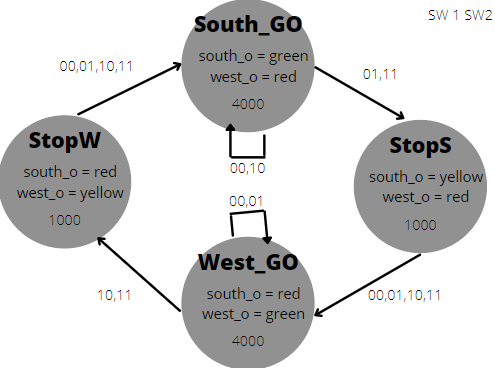 SW 1 SW2
South_GO
south_o = green
west_o = red
4000
00,01,10,11
01,11
00,10
StopW
south_o = red
west_o = yellow
1000
StopS
south_o = yellow
west_o = red
1000
00,01
West_GO
south_o = red
west_o = green
4000
10,11
00,01,10,11